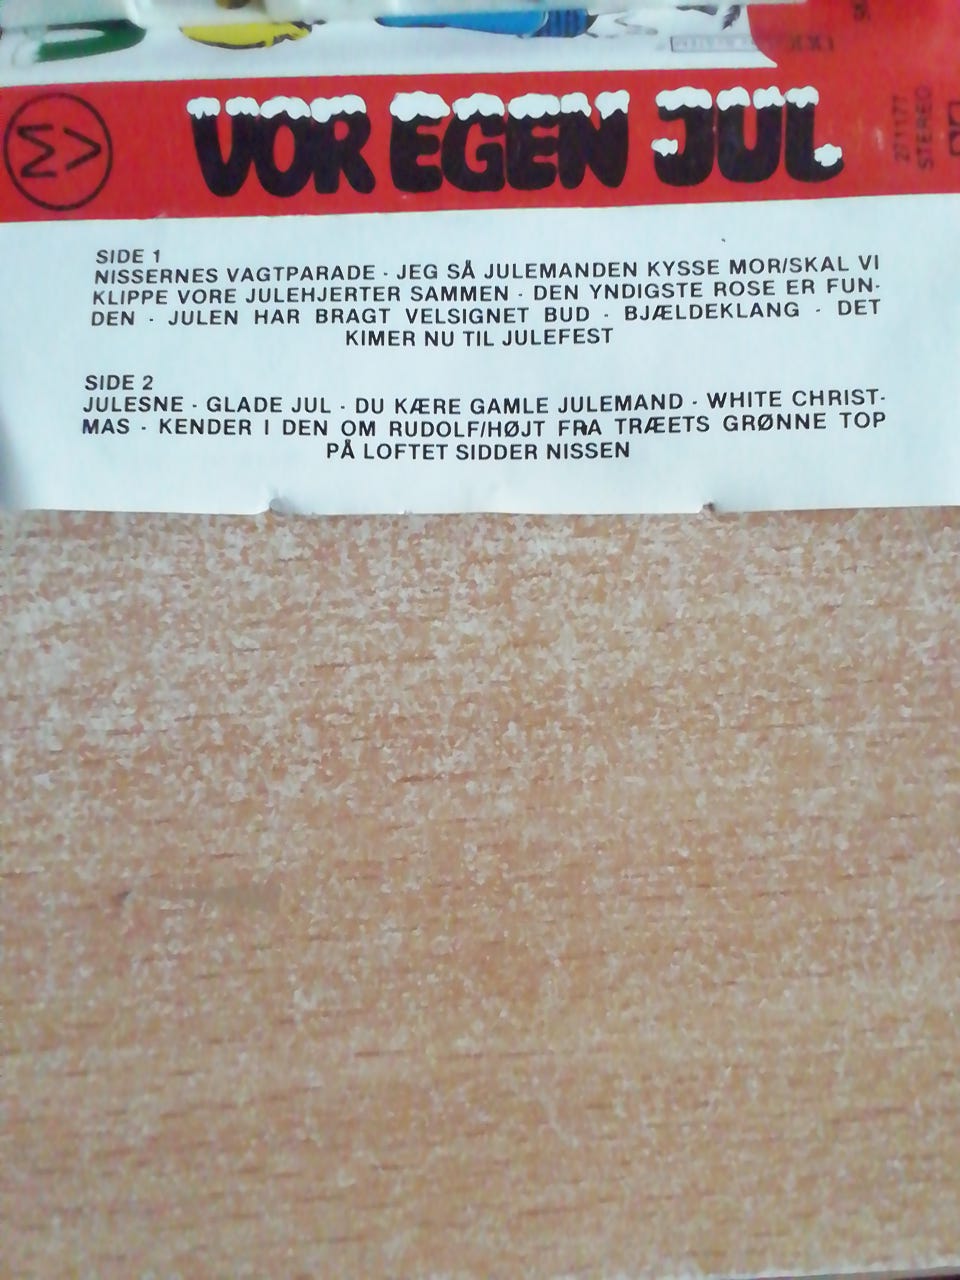 VOR EGEN JUL
MV
271177
STEREO
SIDE 1
NISSERNES VAGTPARADE · JEG SÅ JULEMANDEN KYSSE MOR/SKAL VI
KLIPPE VORE JULEHJERTER SAMMEN · DEN YNDIGSTE ROSE ER FUN-
DEN · JULEN HAR BRAGT VELSIGNET BUD · BJÆLDEKLANG · DET
KIMER NU TIL JULEFEST
SIDE 2
JULESNE · GLADE JUL · DU KÆRE GAMLE JULEMAND · WHITE CHRIST-
MAS · KENDER I DEN OM RUDOLF/HØJT FRA TRÆETS GRØNNE TOP
PÅ LOFTET SIDDER NISSEN